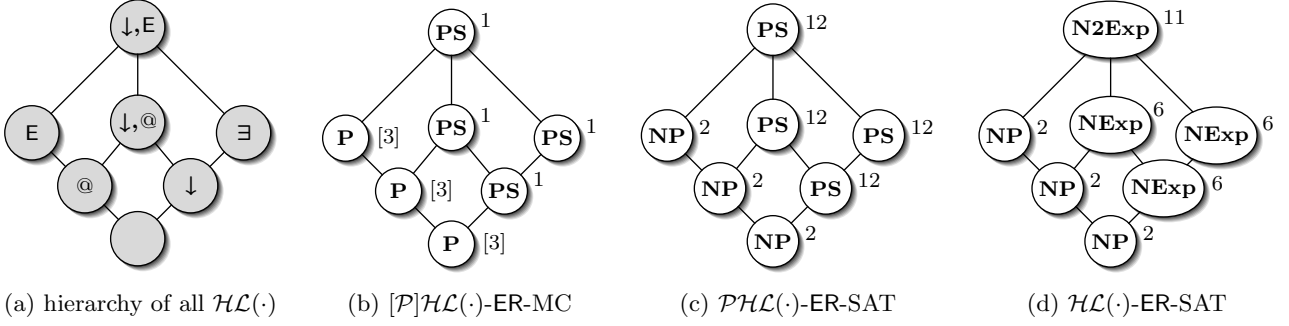 ↓,E
E
↓,@
∃
@
↓
(a) hierarchy of all ℋℒ(·)
PS 1
P [3]
PS 1
PS 1
P [3]
PS 1
P [3]
(b) [𝒫]ℋℒ(·)-ER-MC
PS 12
NP 2
PS 12
PS 12
NP 2
PS 12
NP 2
(c) 𝒫ℋℒ(·)-ER-SAT
N2Exp 11
NP 2
NExp 6
NExp 6
NP 2
NExp 6
NP 2
(d) ℋℒ(·)-ER-SAT